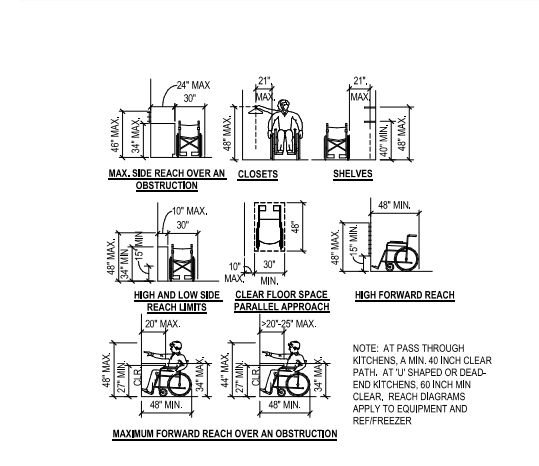 24" MAX
30"
46" MAX.
34" MAX.
MAX. SIDE REACH OVER AN
OBSTRUCTION
21"
MAX.
48" MAX.
CLOSETS
21".
MAX.
40" MIN.
48" MAX.
SHELVES
10" MAX.
30"
48" MAX.
34" MIN
15" MIN
HIGH AND LOW SIDE
REACH LIMITS
48"
10"
MAX.
30"
MIN.
CLEAR FLOOR SPACE
PARALLEL APPROACH
48" MIN.
48" MAX.
15" MIN.
HIGH FORWARD REACH
20" MAX.
48" MAX.
27" MIN.
CLR.
34" MAX.
48" MIN.
>20"-25" MAX.
44" MAX.
27" MIN.
CLR.
34" MAX.
48" MIN.
MAXIMUM FORWARD REACH OVER AN OBSTRUCTION
NOTE: AT PASS THROUGH
KITCHENS, A MIN. 40 INCH CLEAR
PATH. AT 'U' SHAPED OR DEAD-
END KITCHENS, 60 INCH MIN
CLEAR, REACH DIAGRAMS
APPLY TO EQUIPMENT AND
REF/FREEZER